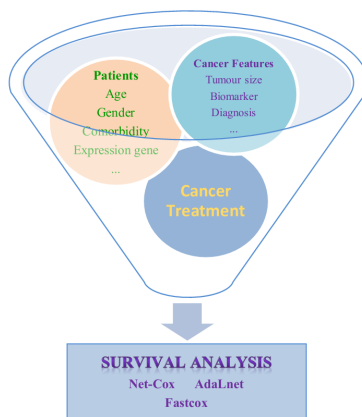 Patients
Age
Gender
Comorbidity
Expression gene
...
Cancer Features
Tumour size
Biomarker
Diagnosis
...
Cancer
Treatment
SURVIVAL ANALYSIS
Net-Cox AdaLnet
Fastcox